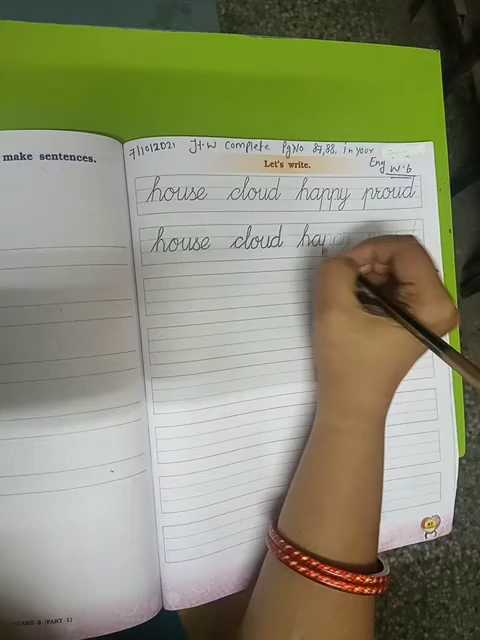 make sentences.
7/10/2021 H.W Complete Pg No 87,88. In your
Eng W.b
Let's write.
house cloud happy proud
house cloud hap
87